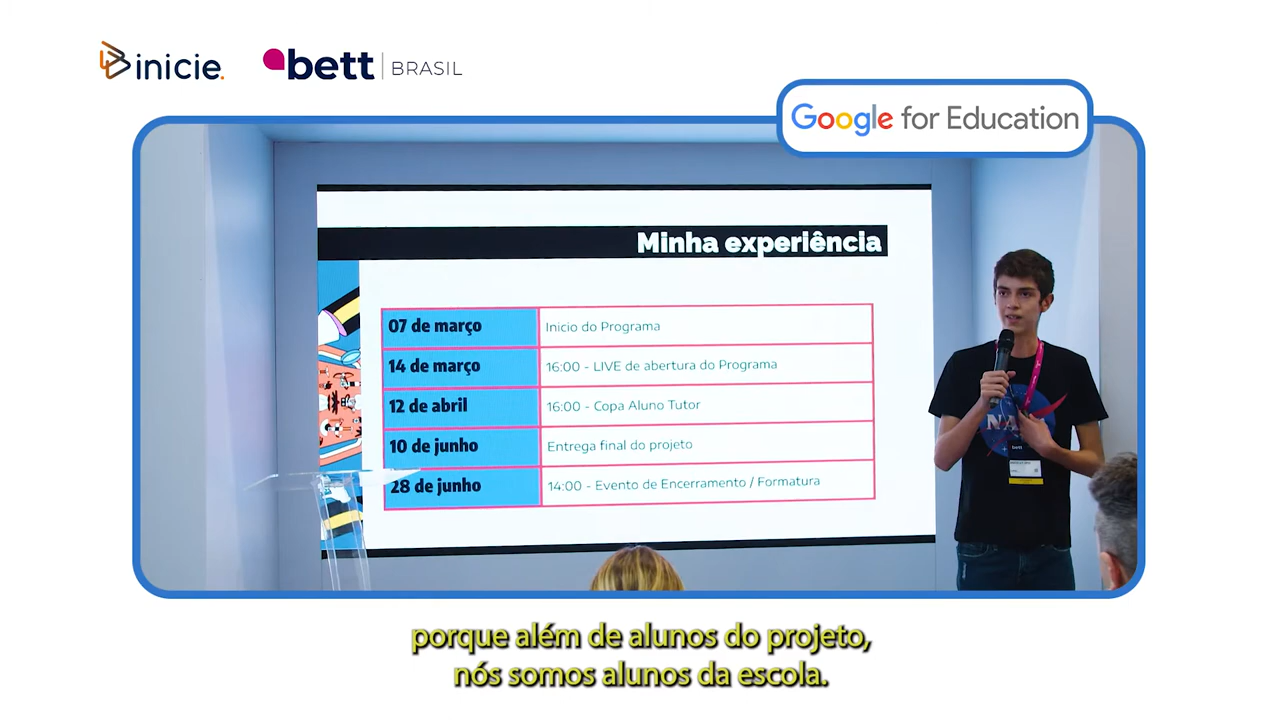 inicie.
bett BRASIL
Google for Education
Minha experiência
07 de março Inicio do Programa
14 de março 16:00 - LIVE de abertura do Programa
12 de abril 16:00 - Copa Aluno Tutor
10 de junho Entrega final do projeto
28 de junho 14:00 - Evento de Encerramento / Formatura
NASA
bett
porque além de alunos do projeto,
nós somos alunos da escola.